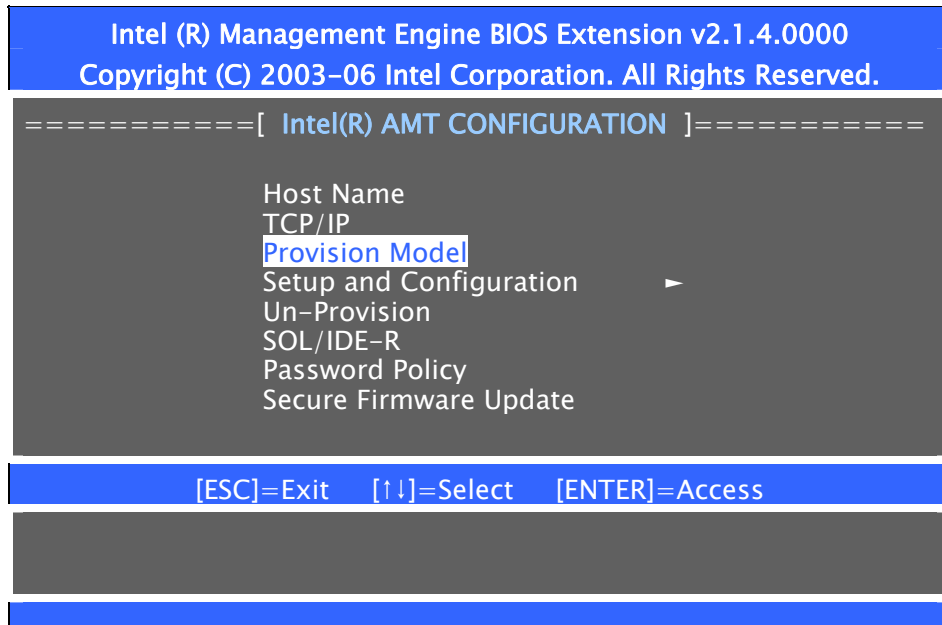 Intel (R) Management Engine BIOS Extension v2.1.4.0000
Copyright (C) 2003-06 Intel Corporation. All Rights Reserved.
===========[ Intel(R) AMT CONFIGURATION ]===========
Host Name
TCP/IP
Provision Model
Setup and Configuration ►
Un-Provision
SOL/IDE-R
Password Policy
Secure Firmware Update
[ESC]=Exit [↑↓]=Select [ENTER]=Access